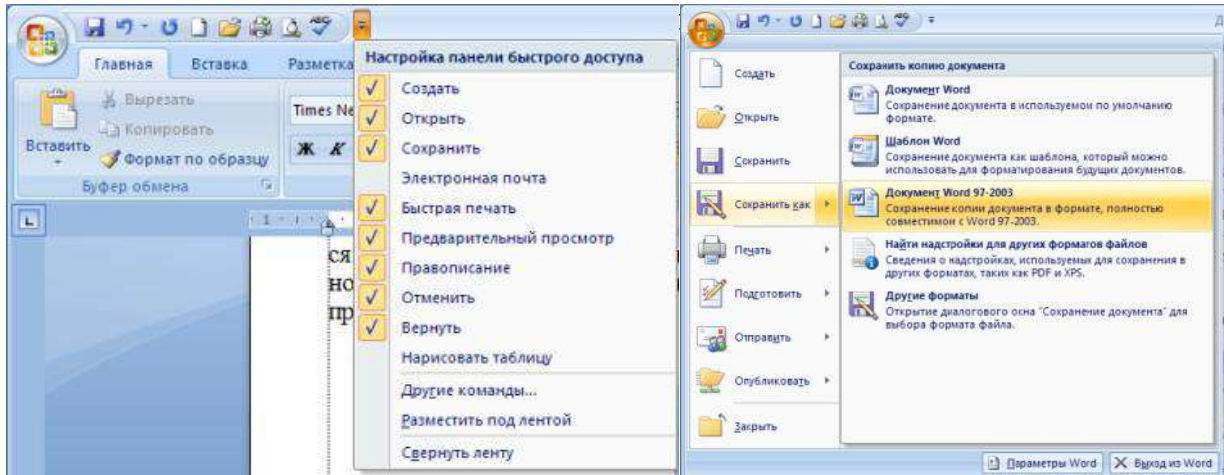 Главная Вставка Разметка
Вставить
Вырезать
Копировать
Формат по образцу
Буфер обмена
Times Ne
Ж К
Настройка панели быстрого доступа
Создать
Открыть
Сохранить
Электронная почта
Быстрая печать
Предварительный просмотр
Правописание
Отменить
Вернуть
Нарисовать таблицу
Другие команды...
Разместить под лентой
Свернуть ленту
1
ся
но
пр
Создать
Открыть
Сохранить
Сохранить как
Печать
Подготовить
Отправить
Опубликовать
Закрыть
Сохранить копию документа
Документ Word
Сохранение документа в используемом по умолчанию
формате.
Шаблон Word
Сохранение документа как шаблона, который можно
использовать для форматирования будущих документов.
Документ Word 97-2003
Сохранение копии документа в формате, полностью
совместимом с Word 97-2003.
Найти надстройки для других форматов файлов
Сведения о надстройках, используемых для сохранения в
других форматах, таких как PDF и XPS.
Другие форматы
Открытие диалогового окна "Сохранение документа" для
выбора формата файла.
Параметры Word
Выход из Word